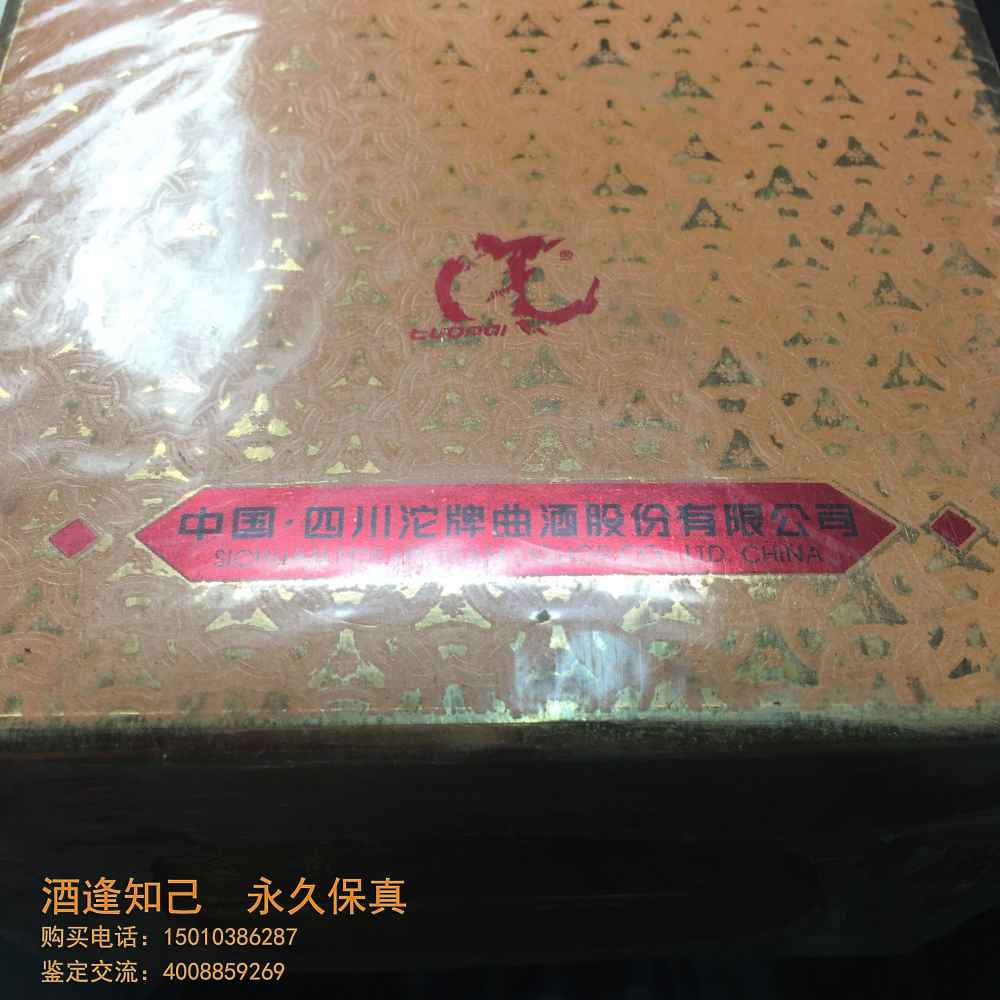 ®
tuopai
中国·四川沱牌曲酒股份有限公司
CO., LTD. CHINA
酒逢知己 永久保真
购买电话：15010386287
鉴定交流：4008859269